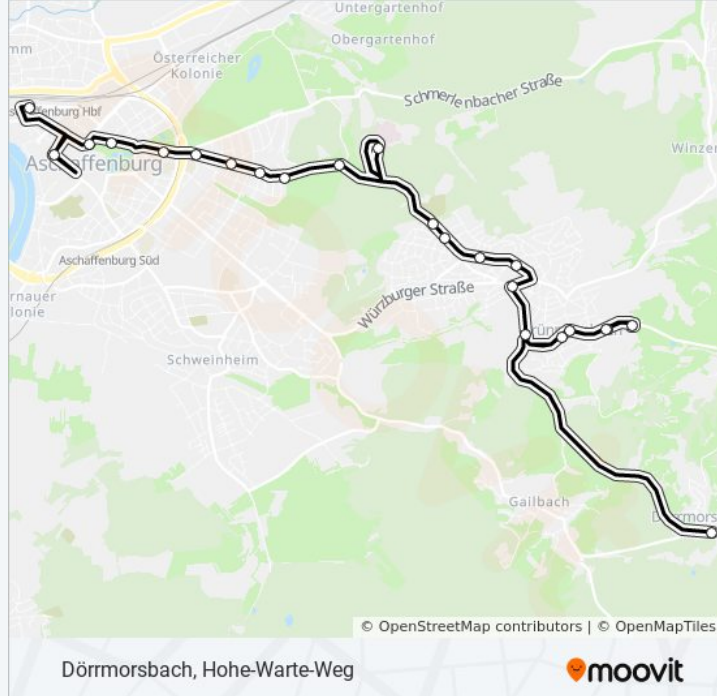 Untergartenhof
Obergartenhof
Österreicher
Kolonie
Schmerlenbacher Straße
Aschaffenburg
Winzen
Aschaffenburg Süd
Würzburger Straße
Schweinheim
Gailbach
© OpenStreetMap contributors | © OpenMapTiles
Dörrmorsbach, Hohe-Warte-Weg
moovit